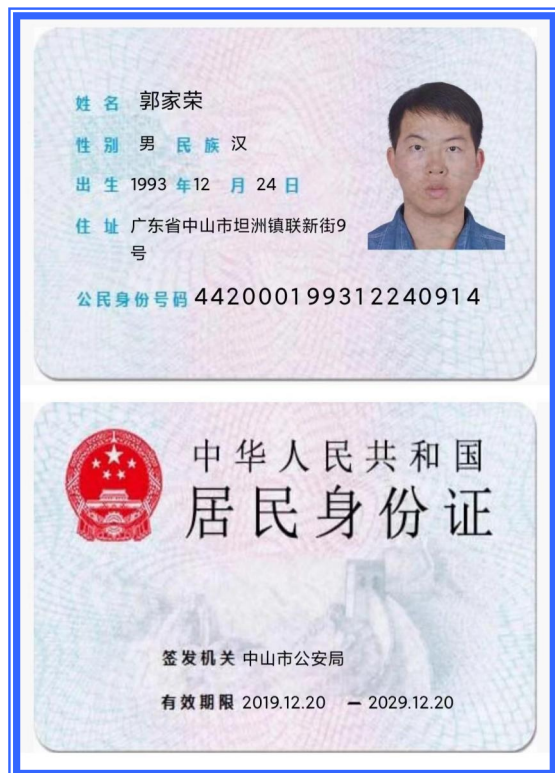 姓名 郭家荣
性别 男 民族 汉
出生 1993 年12 月 24 日
住址 广东省中山市坦洲镇联新街9
号
公民身份号码 442000199312240914
中华人民共和国
居民身份证
签发机关 中山市公安局
有效期限 2019.12.20 — 2029.12.20